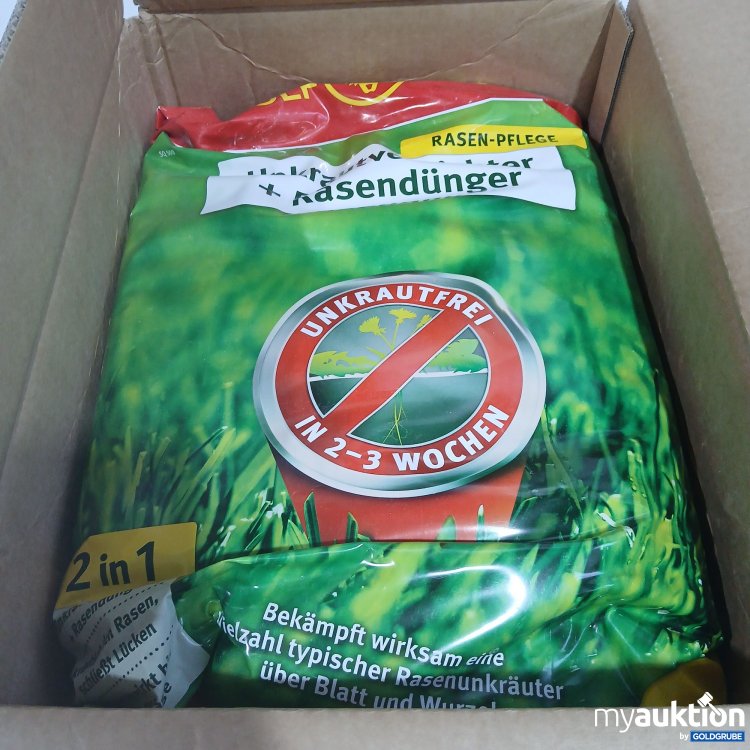 RASEN-PFLEGE
+ Rasendünger
UNKRAUTFREI
IN 2-3 WOCHEN
2 in 1
Rasen,
schließt Lücken
Bekämpft wirksam eine
Vielzahl typischer Rasenunkräuter
über Blatt und
myauktion
by GOLDGRUBE